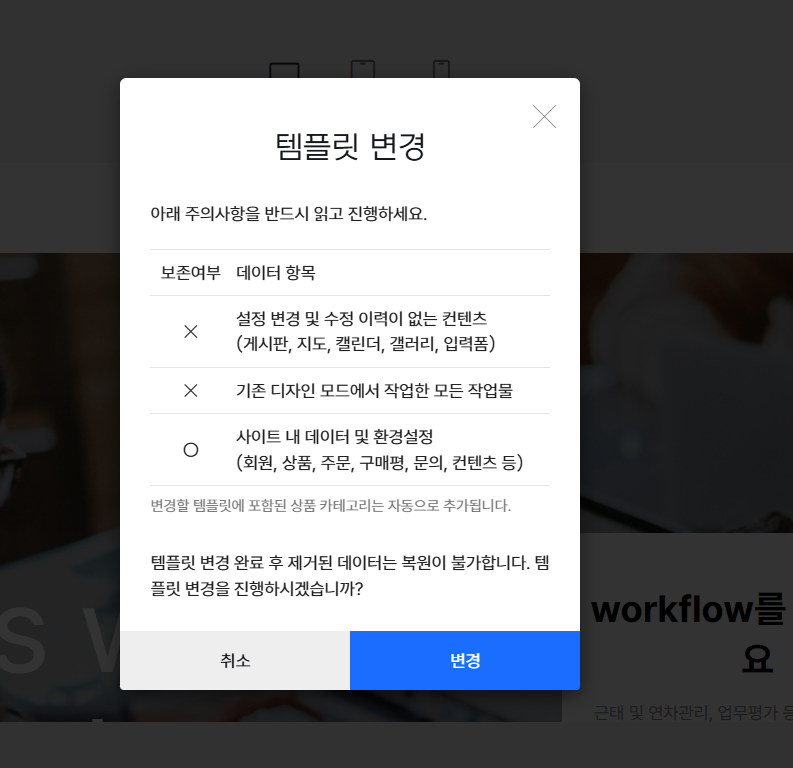 템플릿 변경
아래 주의사항을 반드시 읽고 진행하세요.
보존여부 데이터 항목
설정 변경 및 수정 이력이 없는 컨텐츠
(게시판, 지도, 캘린더, 갤러리, 입력폼)
기존 디자인 모드에서 작업한 모든 작업물
사이트 내 데이터 및 환경설정
(회원, 상품, 주문, 구매평, 문의, 컨텐츠 등)
변경할 템플릿에 포함된 상품 카테고리는 자동으로 추가됩니다.
템플릿 변경 완료 후 제거된 데이터는 복원이 불가합니다. 템
플릿 변경을 진행하시겠습니까?
취소 변경
S W
workflow를
요
근태 및 연차관리, 업무평가 등